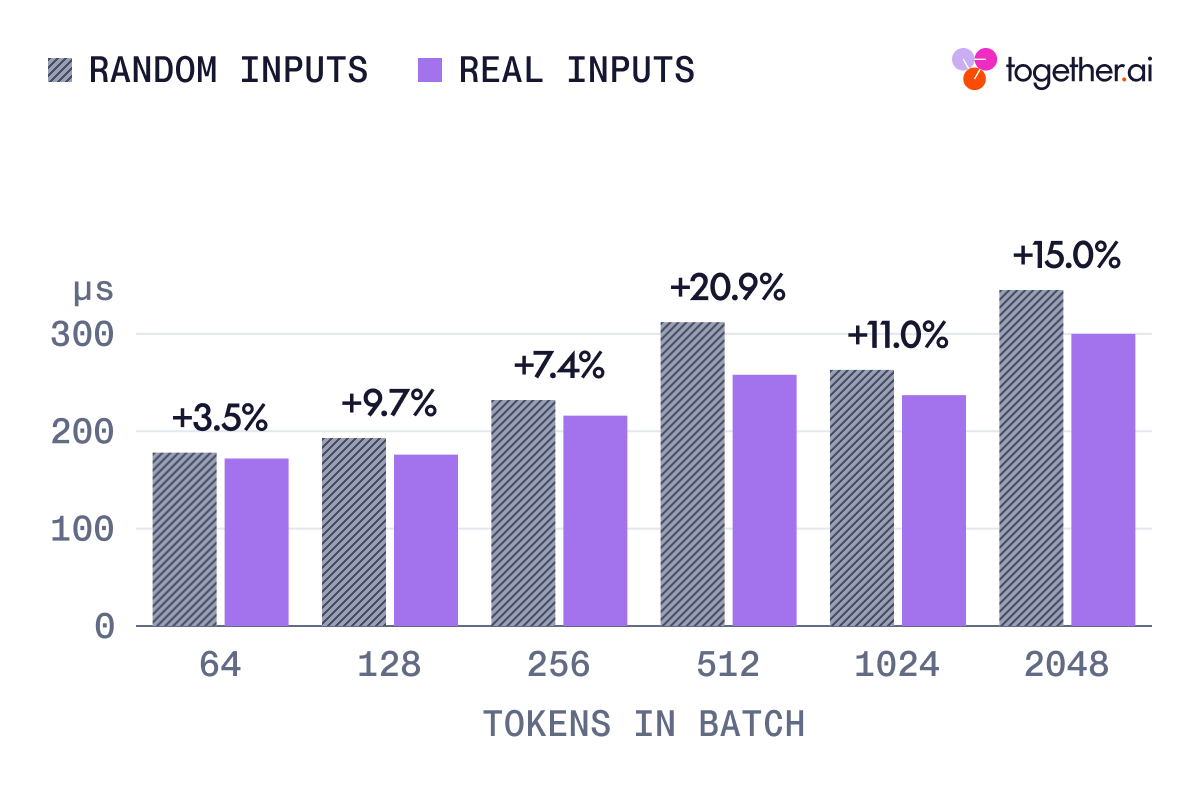 RANDOM INPUTS REAL INPUTS together.ai
+15.0%
+20.9%
µs
300 +11.0%
+7.4%
+9.7%
+3.5%
200
100
0
64 128 256 512 1024 2048
TOKENS IN BATCH